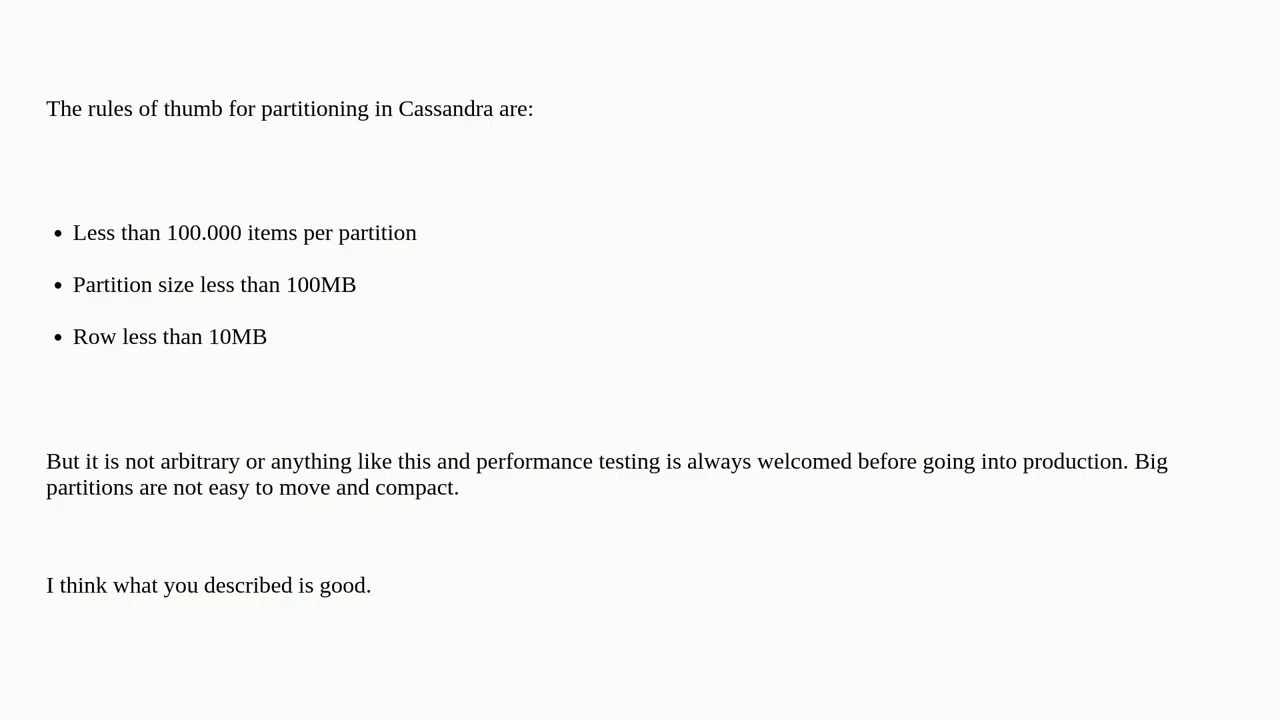 The rules of thumb for partitioning in Cassandra are:
• Less than 100.000 items per partition
• Partition size less than 100MB
• Row less than 10MB
But it is not arbitrary or anything like this and performance testing is always welcomed before going into production. Big
partitions are not easy to move and compact.
I think what you described is good.